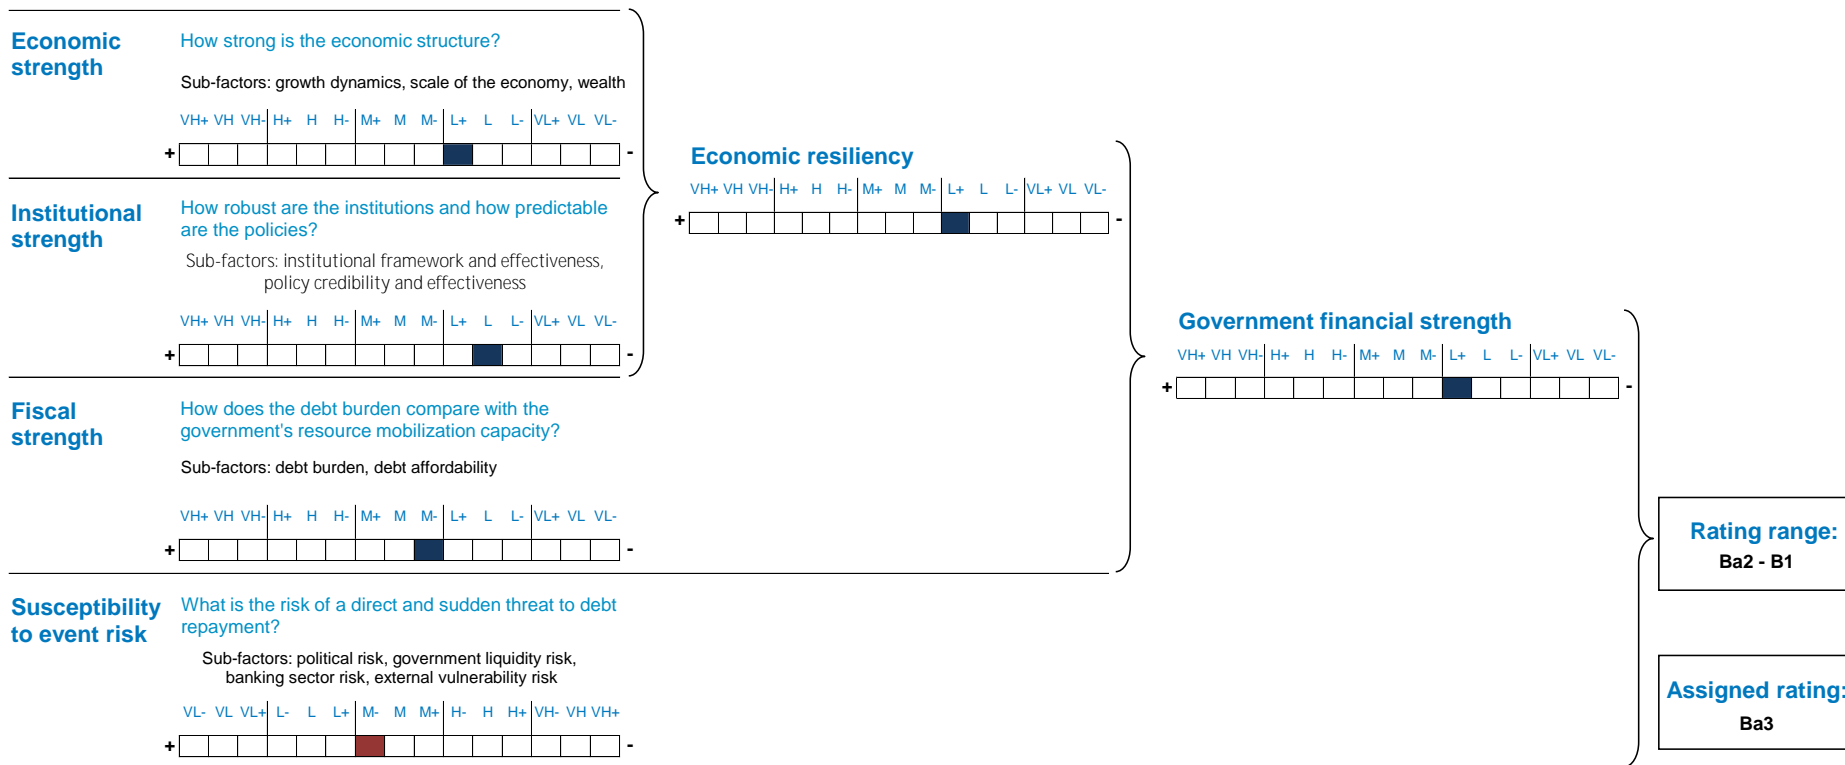 Economic
strength
How strong is the economic structure?
Sub-factors: growth dynamics, scale of the economy, wealth
VH+ VH VH- H+ H H- M+ M M- L+ L L- VL+ VL VL-
+ -
Institutional
strength
How robust are the institutions and how predictable
are the policies?
Sub-factors: institutional framework and effectiveness,
policy credibility and effectiveness
VH+ VH VH- H+ H H- M+ M M- L+ L L- VL+ VL VL-
+ -
Economic resiliency
VH+ VH VH- H+ H H- M+ M M- L+ L L- VL+ VL VL-
+ -
Fiscal
strength
How does the debt burden compare with the
government's resource mobilization capacity?
Sub-factors: debt burden, debt affordability
VH+ VH VH- H+ H H- M+ M M- L+ L L- VL+ VL VL-
+ -
Government financial strength
VH+ VH VH- H+ H H- M+ M M- L+ L L- VL+ VL VL-
+ -
Susceptibility
to event risk
What is the risk of a direct and sudden threat to debt
repayment?
Sub-factors: political risk, government liquidity risk,
banking sector risk, external vulnerability risk
VL- VL VL+ L- L L+ M- M M+ H- H H+ VH- VH VH+
+ -
Rating range:
Ba2 - B1
Assigned rating:
Ba3